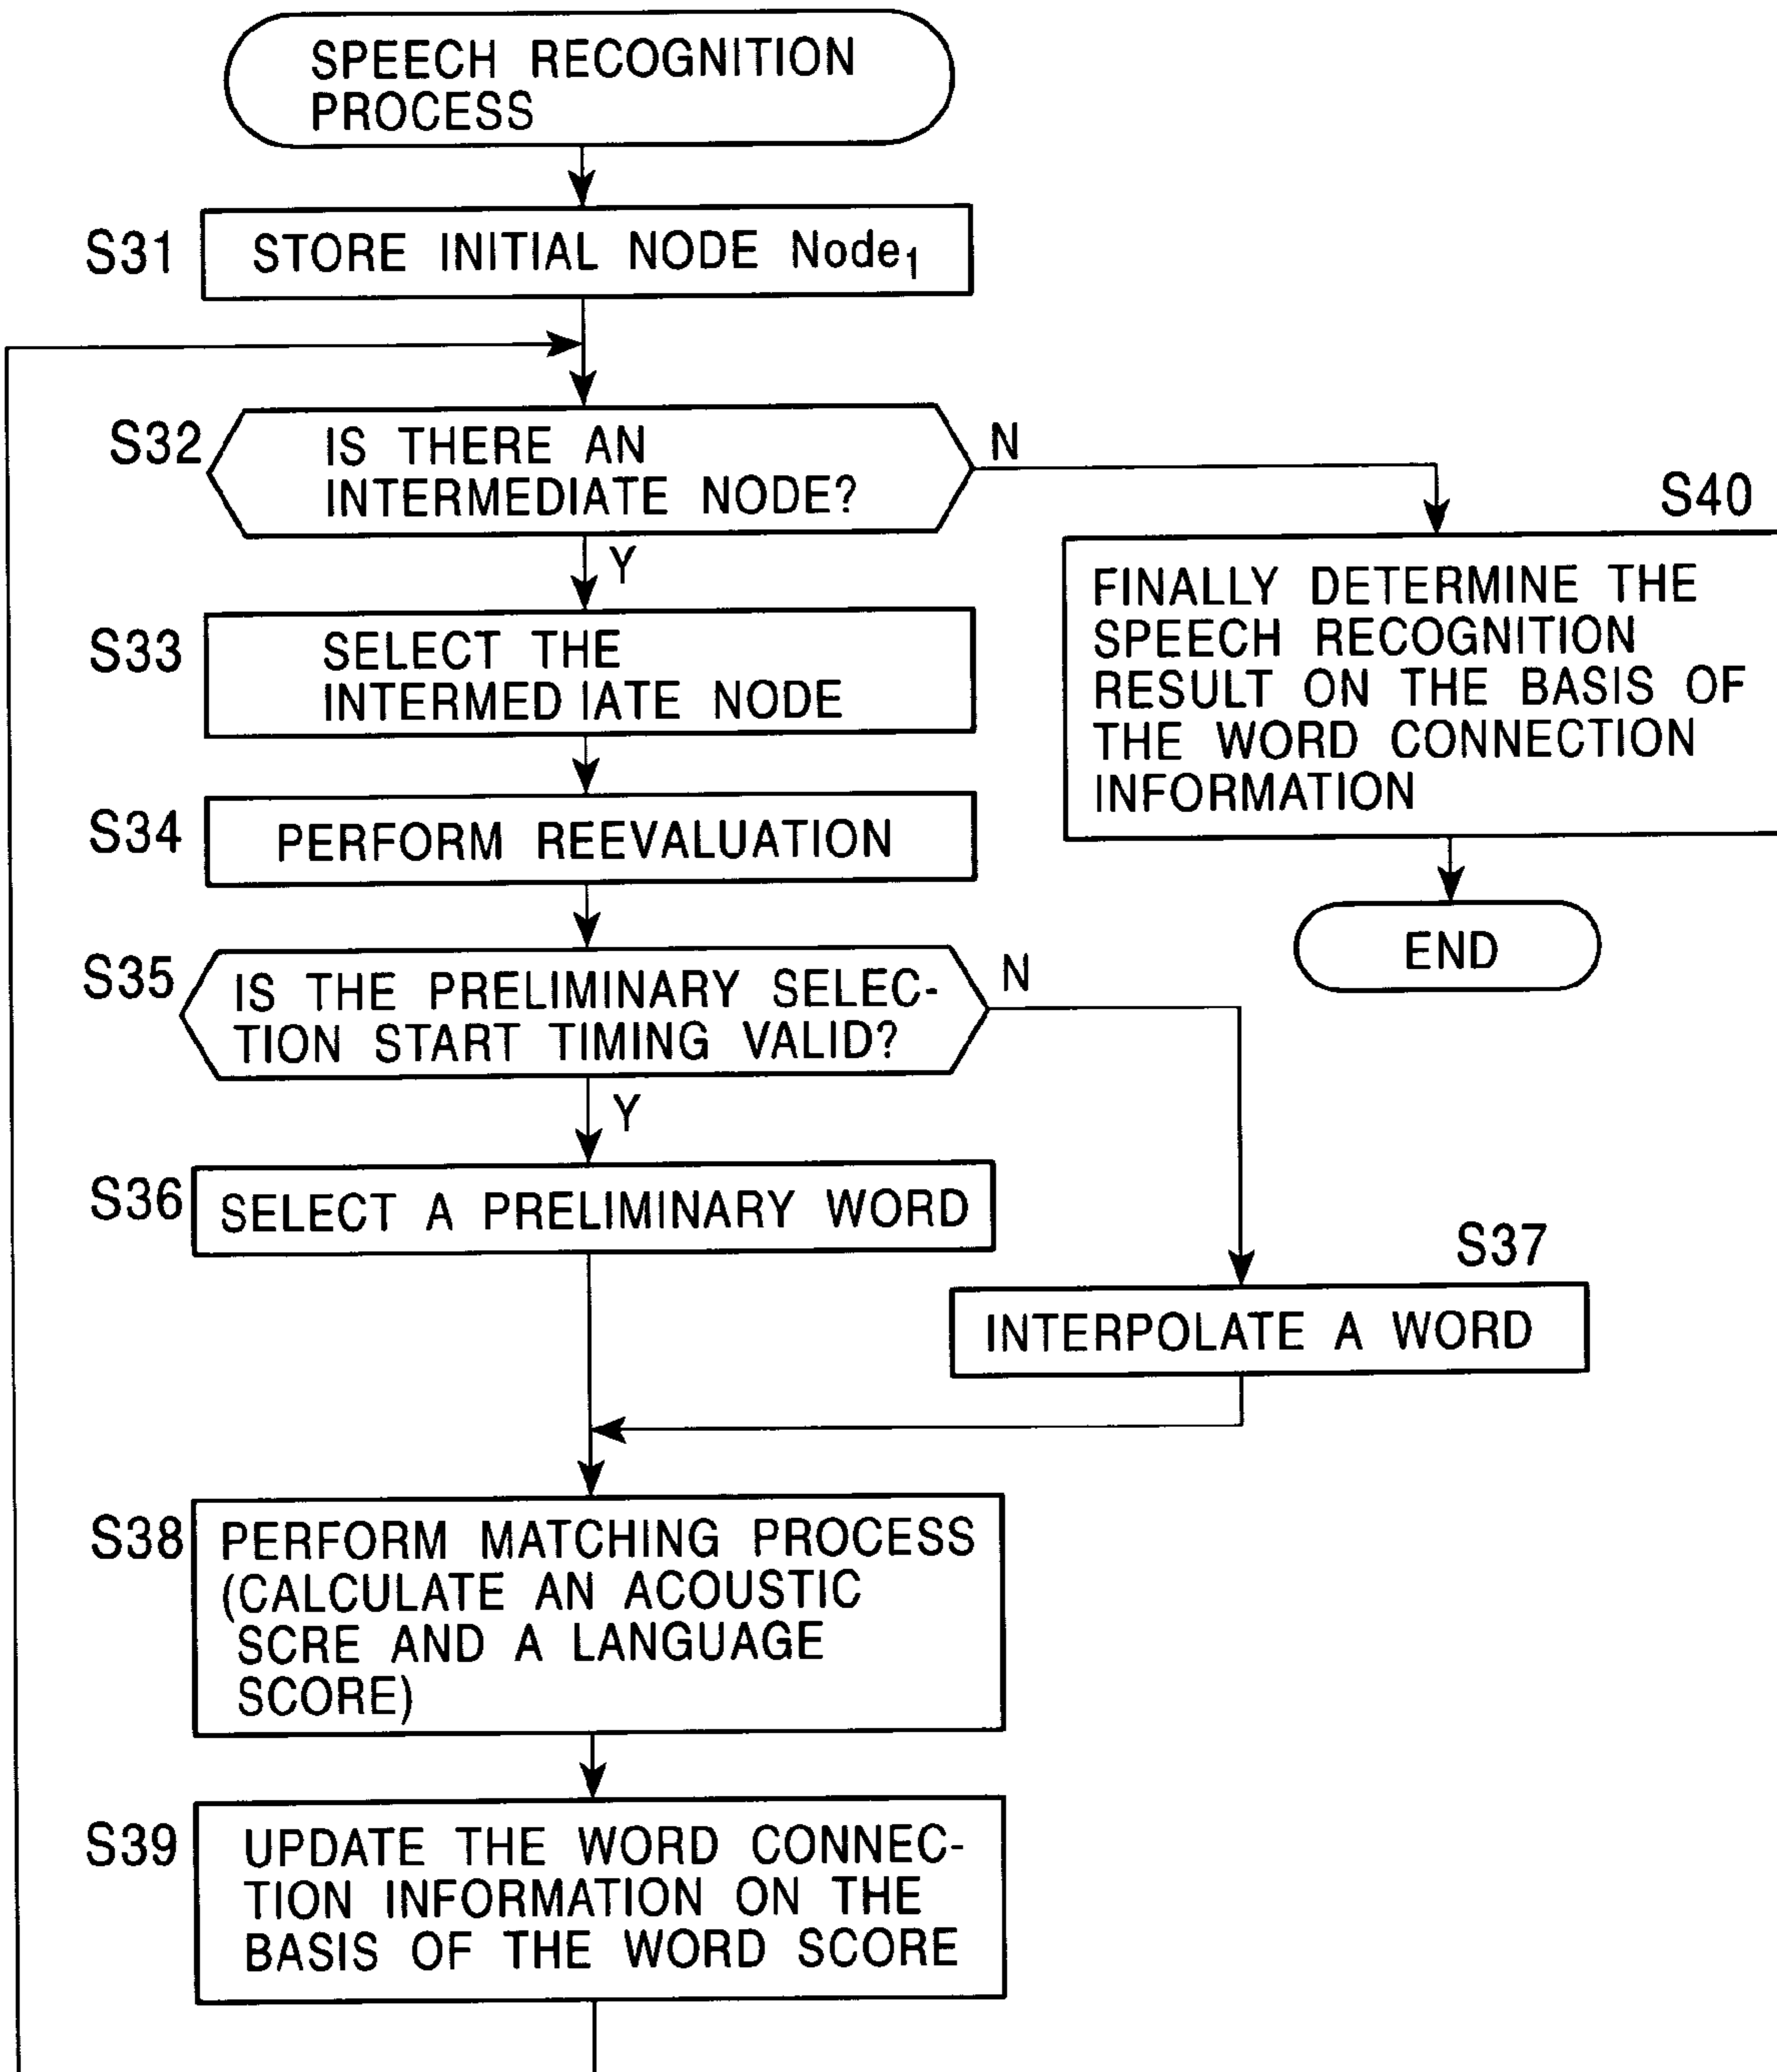 SPEECH RECOGNITION
PROCESS
S31
STORE INITIAL NODE Node₁
S32
IS THERE AN
INTERMEDIATE NODE?
N
Y
S40
FINALLY DETERMINE THE
SPEECH RECOGNITION
RESULT ON THE BASIS OF
THE WORD CONNECTION
INFORMATION
END
S33
SELECT THE
INTERMEDIATE NODE
S34
PERFORM REEVALUATION
S35
IS THE PRELIMINARY SELEC-
TION START TIMING VALID?
N
Y
S36
SELECT A PRELIMINARY WORD
S37
INTERPOLATE A WORD
S38
PERFORM MATCHING PROCESS
(CALCULATE AN ACOUSTIC
SCRE AND A LANGUAGE
SCORE)
S39
UPDATE THE WORD CONNEC-
TION INFORMATION ON THE
BASIS OF THE WORD SCORE